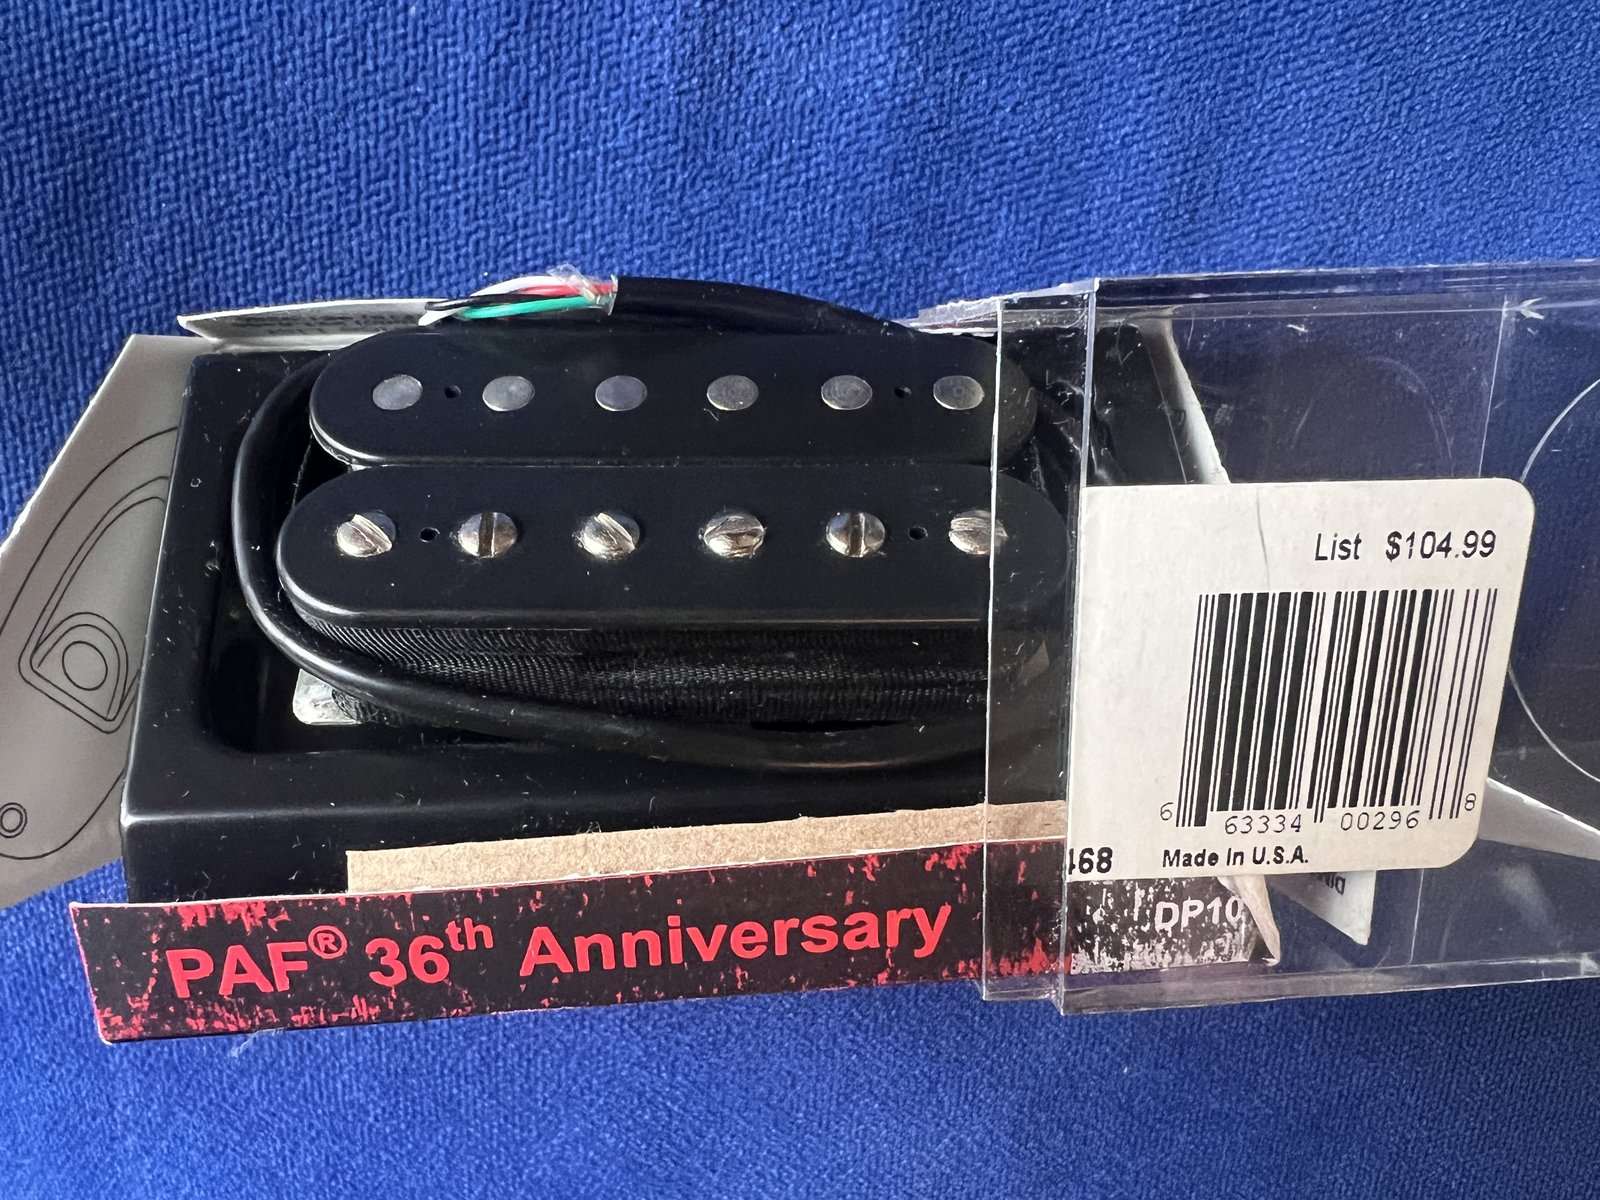 List $104.99
6 63334 00296 8
468 Made In U.S.A.
PAF® 36th Anniversary
DP10